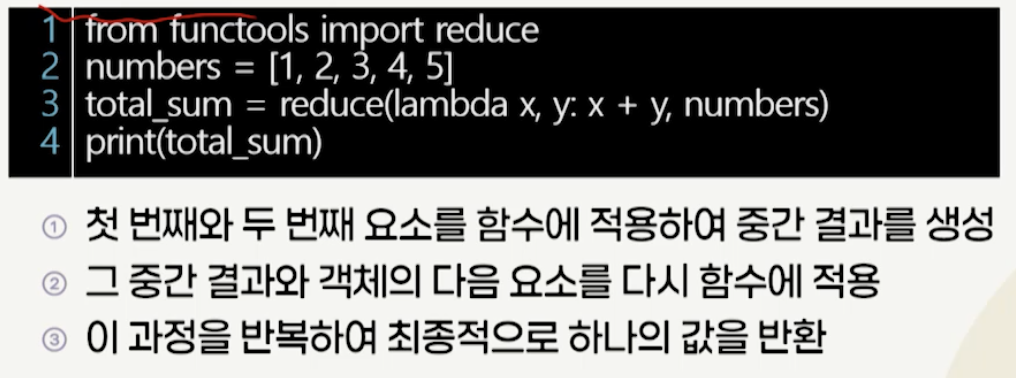 1 from functools import reduce
2 numbers = [1, 2, 3, 4, 5]
3 total_sum = reduce(lambda x, y: x + y, numbers)
4 print(total_sum)
① 첫 번째와 두 번째 요소를 함수에 적용하여 중간 결과를 생성
② 그 중간 결과와 객체의 다음 요소를 다시 함수에 적용
③ 이 과정을 반복하여 최종적으로 하나의 값을 반환